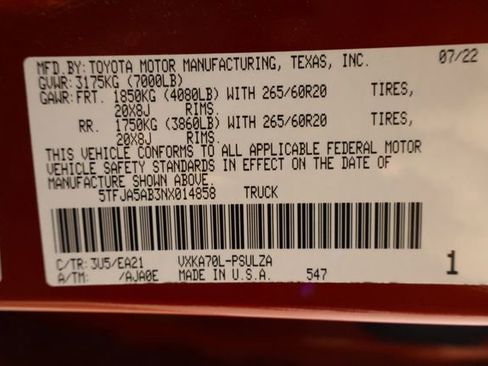 MFD BY: TOYOTA MOTOR MANUFACTURING, TEXAS, INC. 07/22
GVWR: 3175KG (7000LB)
GAWR: FRT. 1850KG (4080LB) WITH 265/60R20 TIRES,
20X8J RIMS.
RR. 1750KG (3860LB) WITH 265/60R20 TIRES,
20X8J RIMS.
THIS VEHICLE CONFORMS TO ALL APPLICABLE FEDERAL MOTOR
VEHICLE SAFETY STANDARDS IN EFFECT ON THE DATE OF
MANUFACTURE SHOWN ABOVE.
5TFJA5AB3NX014858 TRUCK
C/TR: 3U5/EA21 VXKA70L-PSULZA
A/TM: /AJA0E MADE IN U.S.A. 547 1